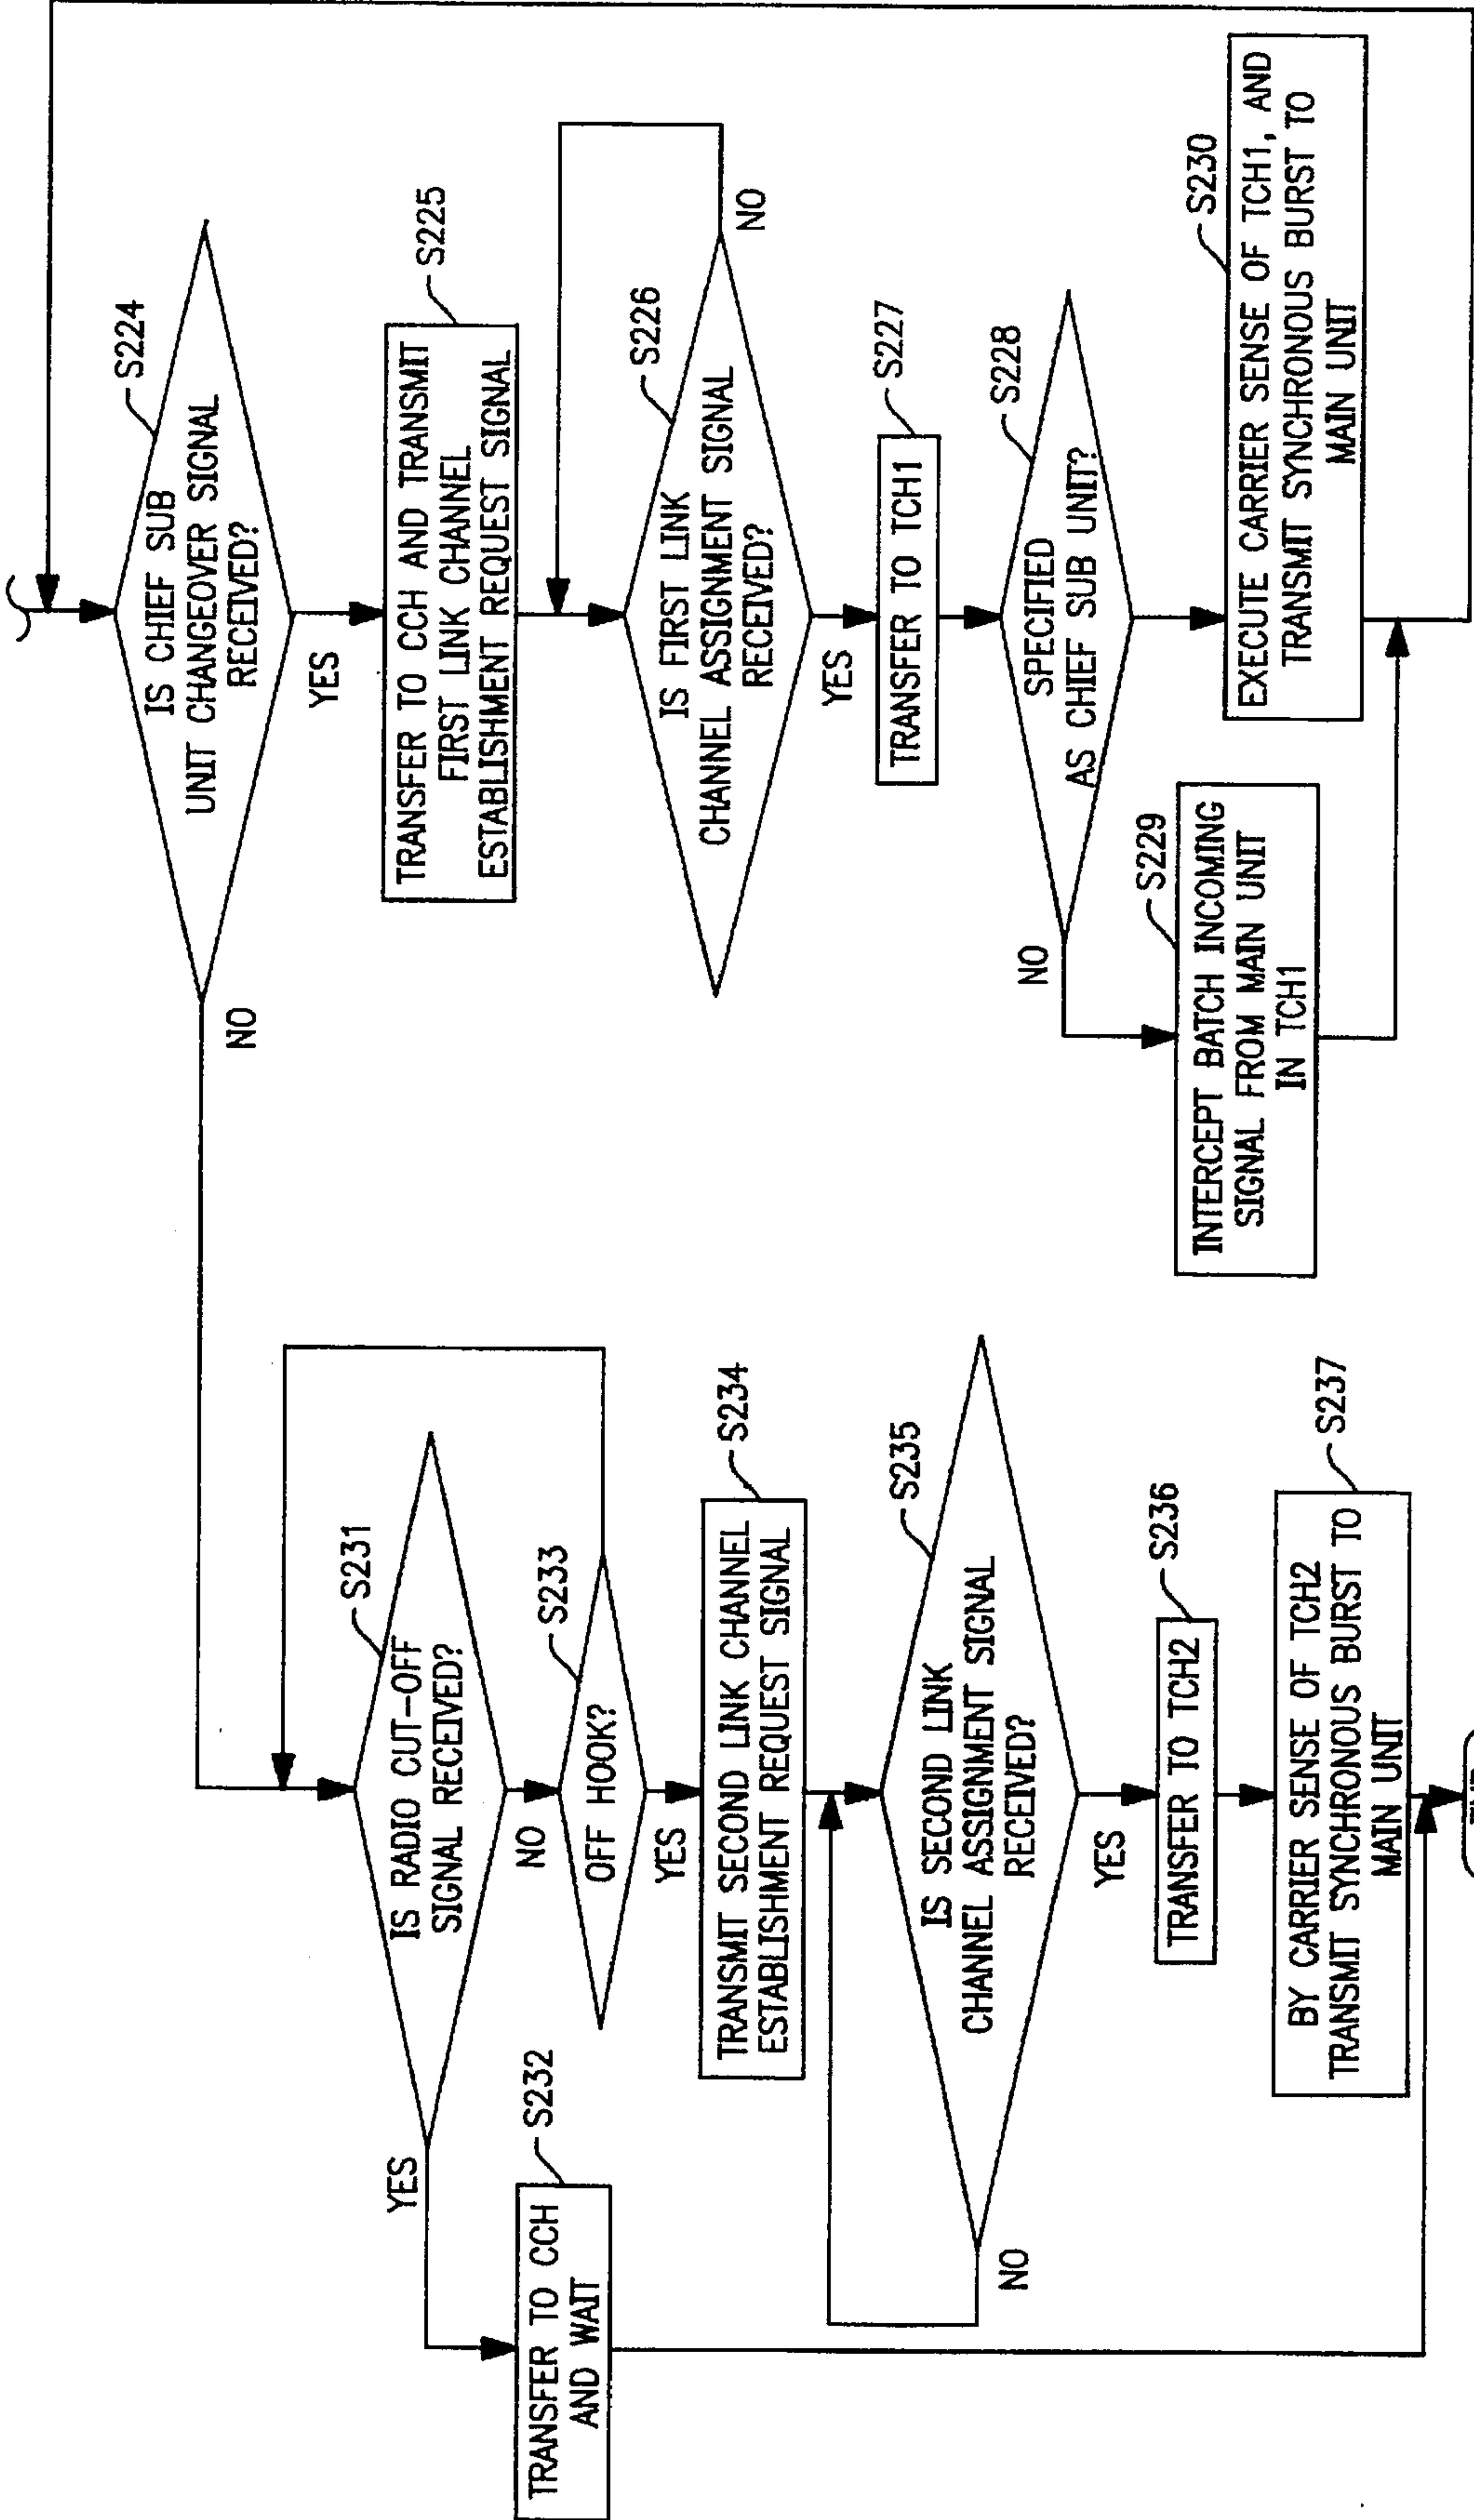 S224
IS CHIEF SUB
UNIT CHANGEOVER SIGNAL
RECEIVED?
NO
YES
S225
TRANSFER TO CCH AND TRANSMIT
FIRST LINK CHANNEL
ESTABLISHMENT REQUEST SIGNAL
S226
IS FIRST LINK
CHANNEL ASSIGNMENT SIGNAL
RECEIVED?
NO
YES
S227
TRANSFER TO TCH1
S228
SPECIFIED
AS CHIEF SUB UNIT?
NO
S229
INTERCEPT BATCH INCOMING
SIGNAL FROM MAIN UNIT
IN TCH1
S230
EXECUTE CARRIER SENSE OF TCH1, AND
TRANSMIT SYNCHRONOUS BURST TO
MAIN UNIT
S231
IS RADIO CUT-OFF
SIGNAL RECEIVED?
YES
NO
S232
TRANSFER TO CCH
AND WAIT
S233
OFF HOOK?
YES
S234
TRANSMIT SECOND LINK CHANNEL
ESTABLISHMENT REQUEST SIGNAL
S235
IS SECOND LINK
CHANNEL ASSIGNMENT SIGNAL
RECEIVED?
NO
YES
S236
TRANSFER TO TCH2
S237
BY CARRIER SENSE OF TCH2
TRANSMIT SYNCHRONOUS BURST TO
MAIN UNIT